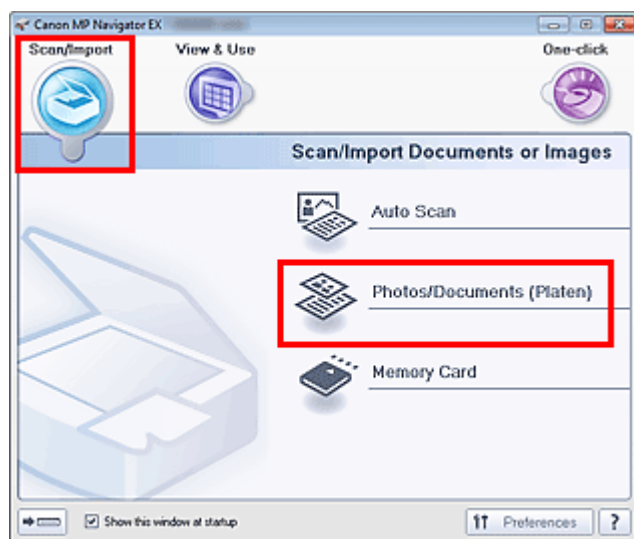 Canon MP Navigator EX
Scan/Import
View & Use
One-click
Scan/Import Documents or Images
Auto Scan
Photos/Documents (Platen)
Memory Card
Show this window at startup
Preferences
?